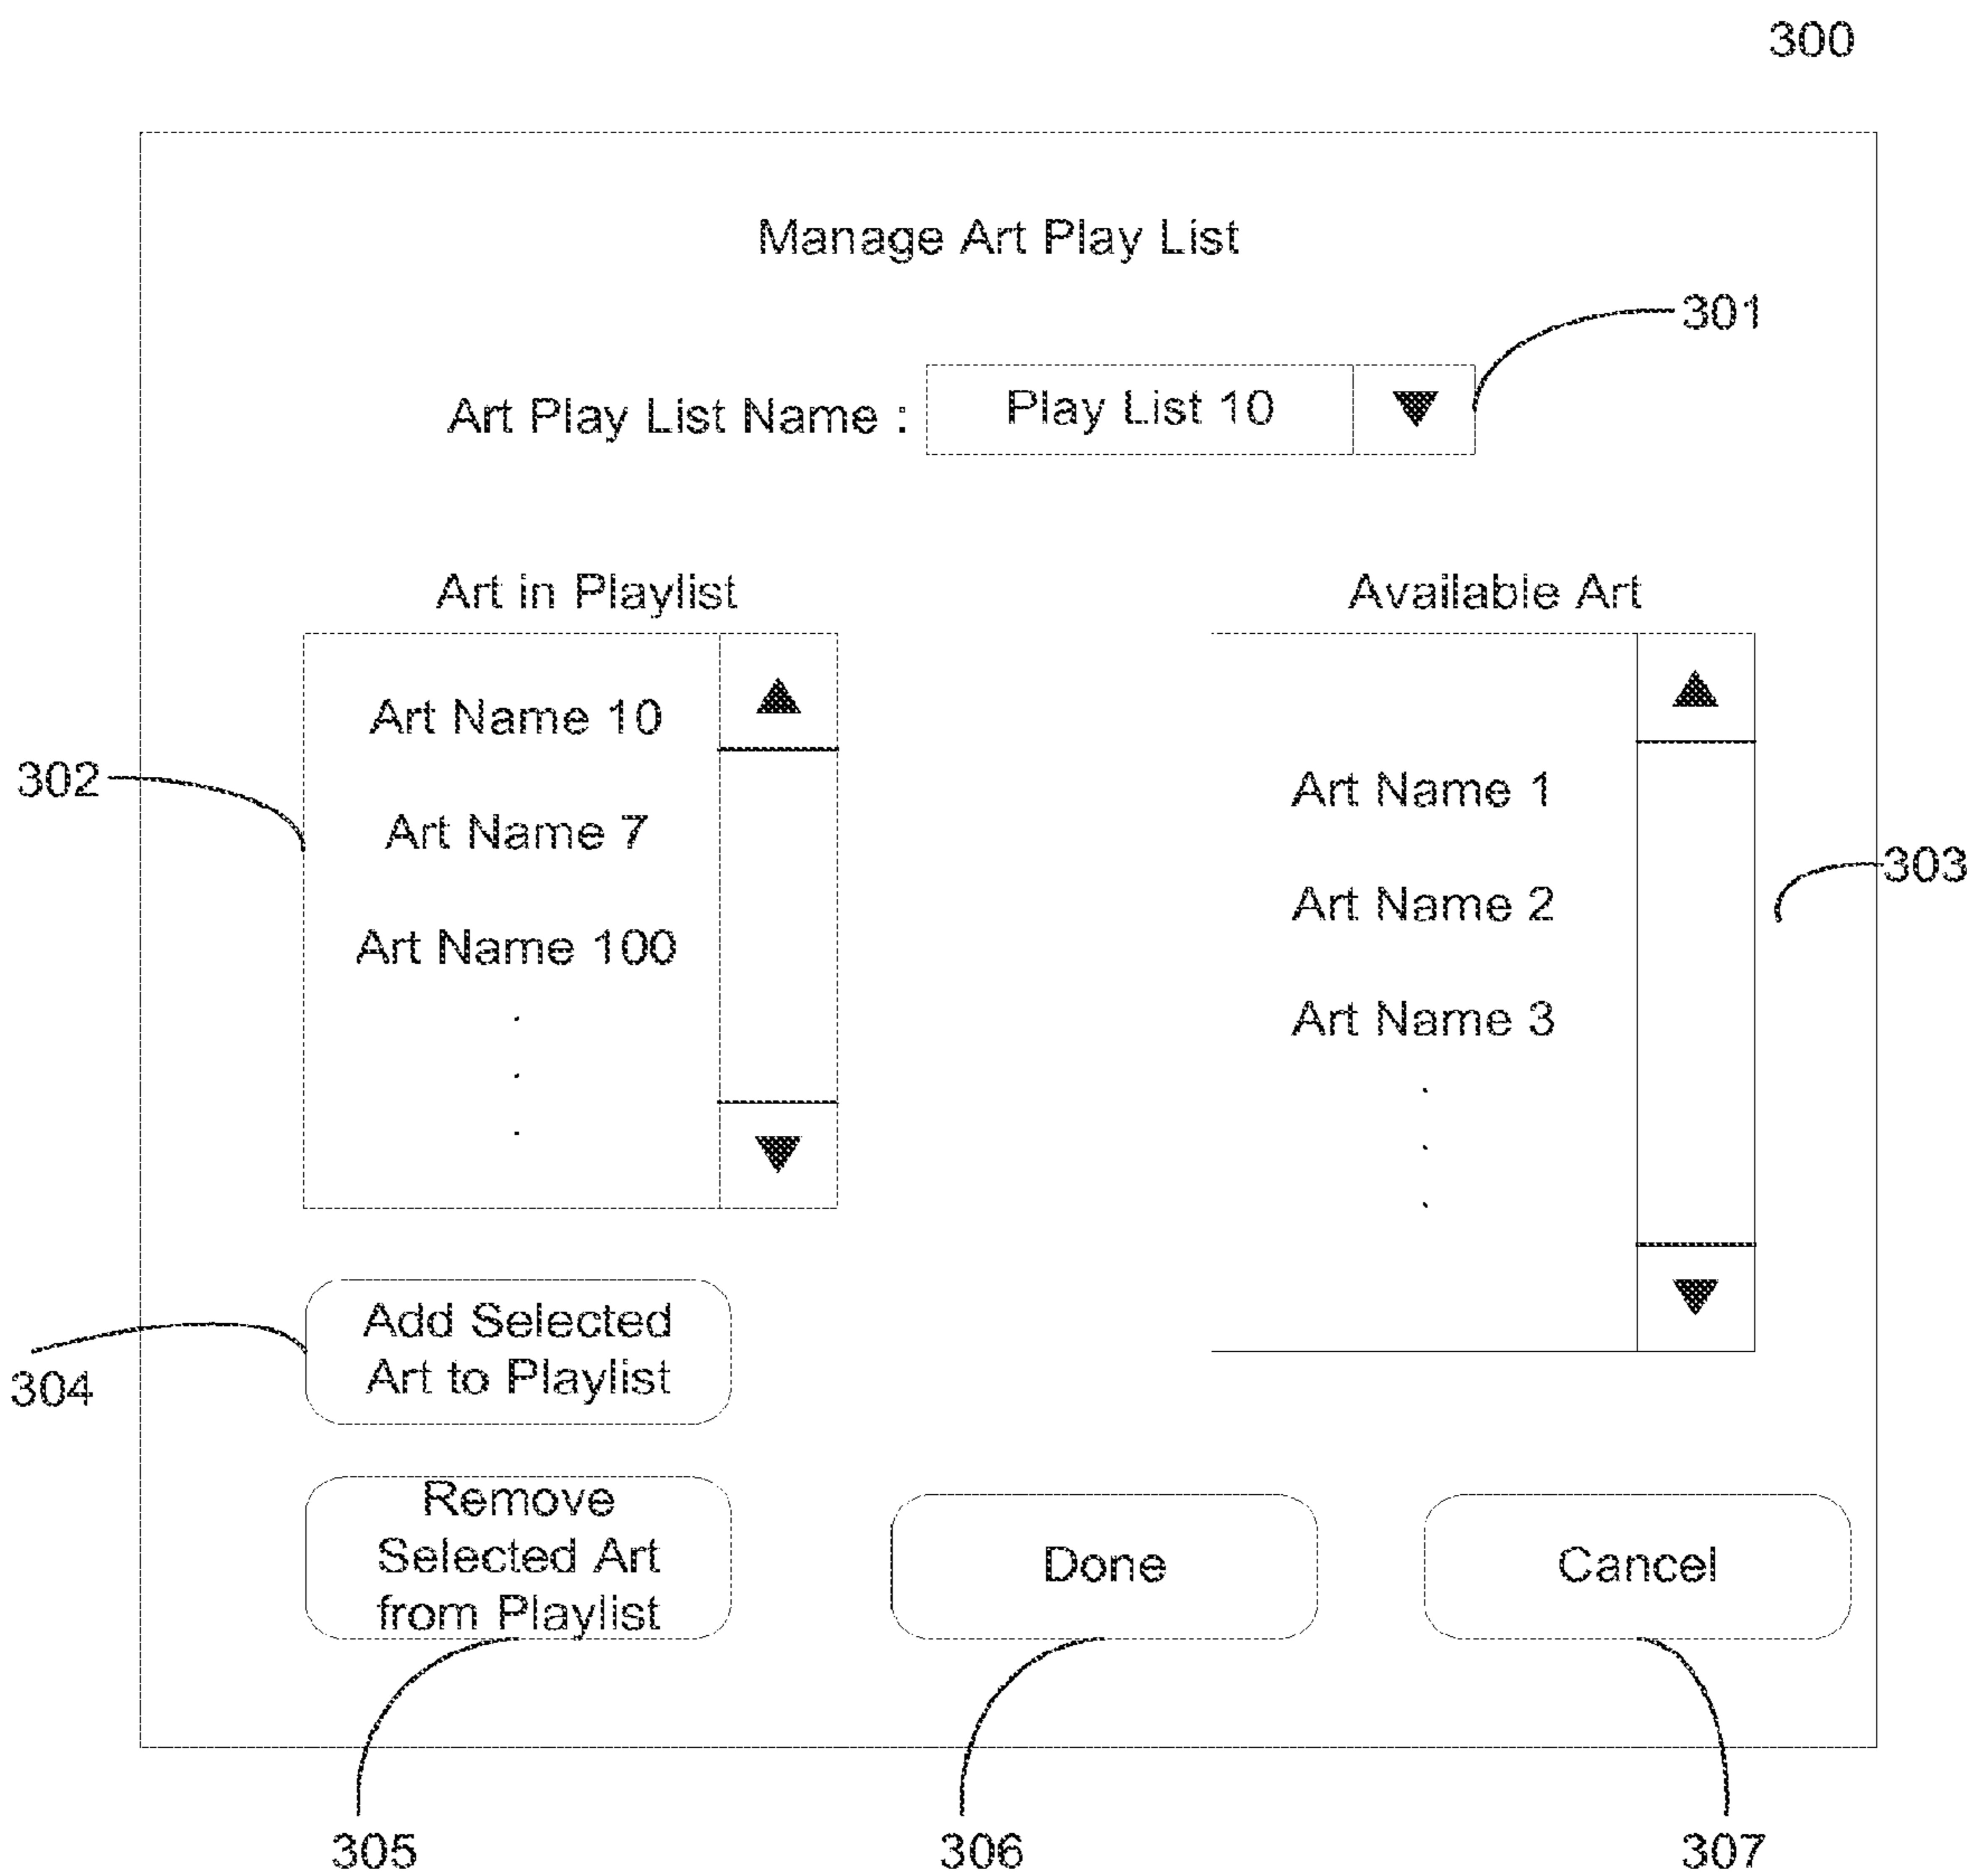 300
Manage Art Play List
301
Art Play List Name : Play List 10
Art in Playlist
Available Art
Art Name 10
302
Art Name 7
Art Name 100
.
.
.
Art Name 1
303
Art Name 2
Art Name 3
.
.
.
Add Selected
Art to Playlist
304
Remove
Selected Art
from Playlist
Done
Cancel
305
306
307